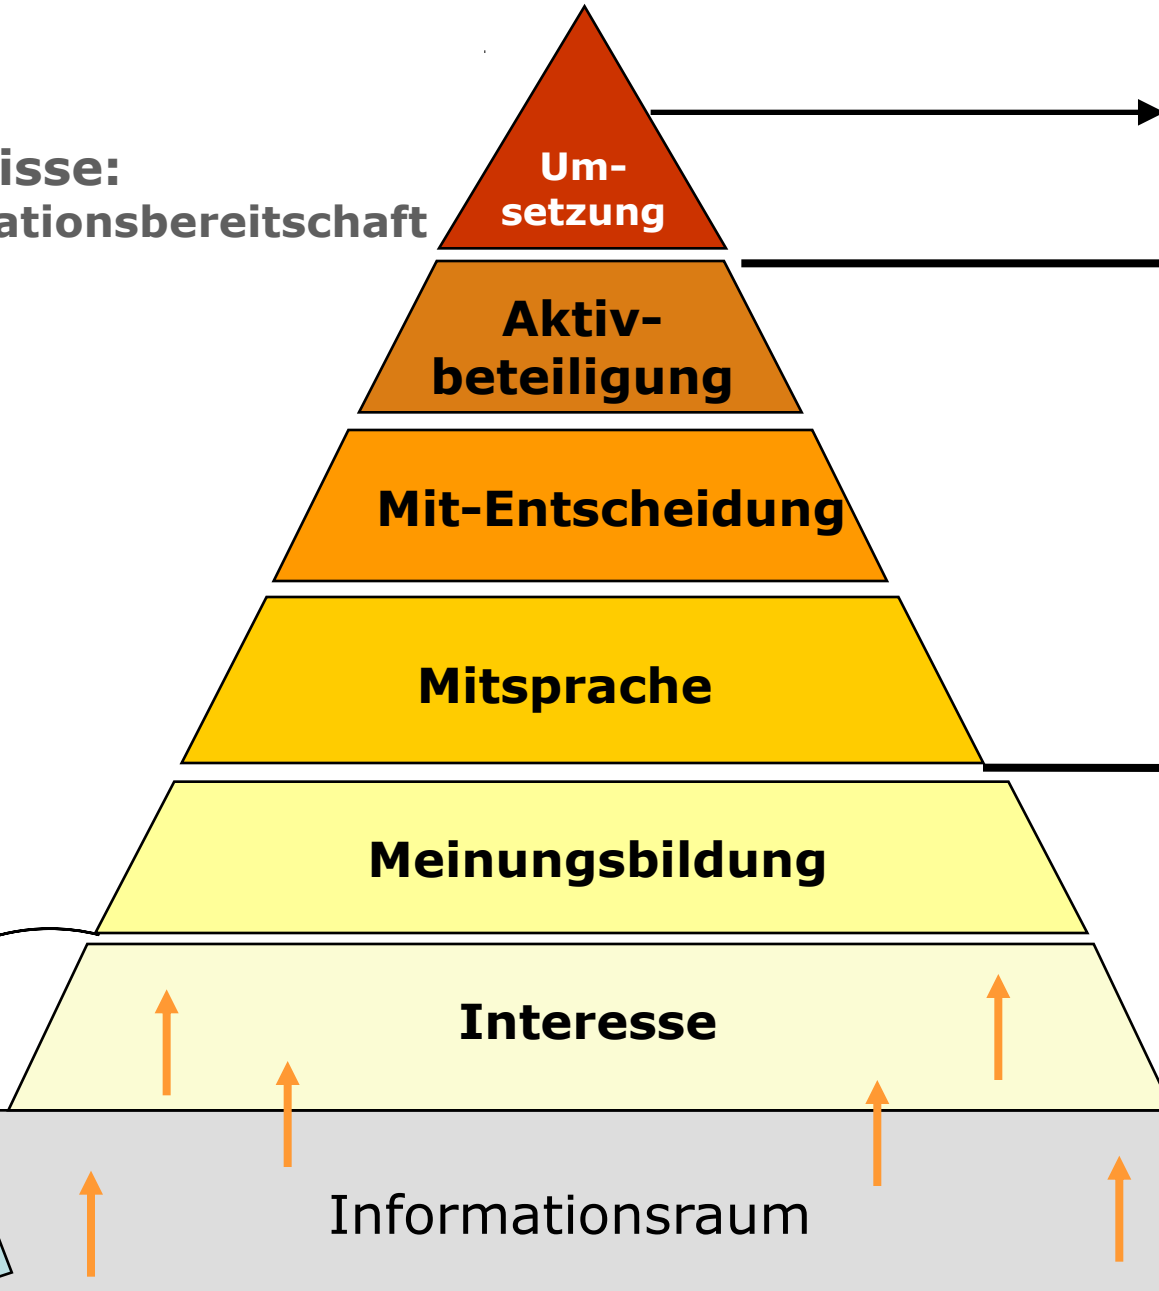 Um-
setzung
isse:
ationsbereitschaft
Aktiv-
beteiligung
Mit-Entscheidung
Mitsprache
Meinungsbildung
Interesse
Informationsraum